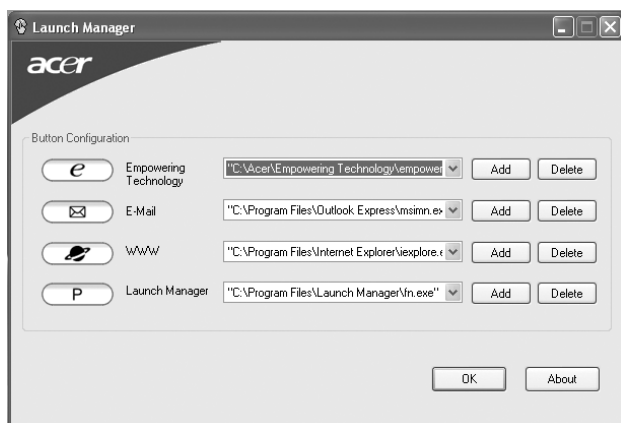 Launch Manager
acer
Button Configuration
e Empowering Technology "C:\Acer\Empowering Technology\empower Add Delete
E-Mail "C:\Program Files\Outlook Express\msimn.ex Add Delete
WWW "C:\Program Files\Internet Explorer\iexplore.e Add Delete
P Launch Manager "C:\Program Files\Launch Manager\fn.exe" Add Delete
OK About